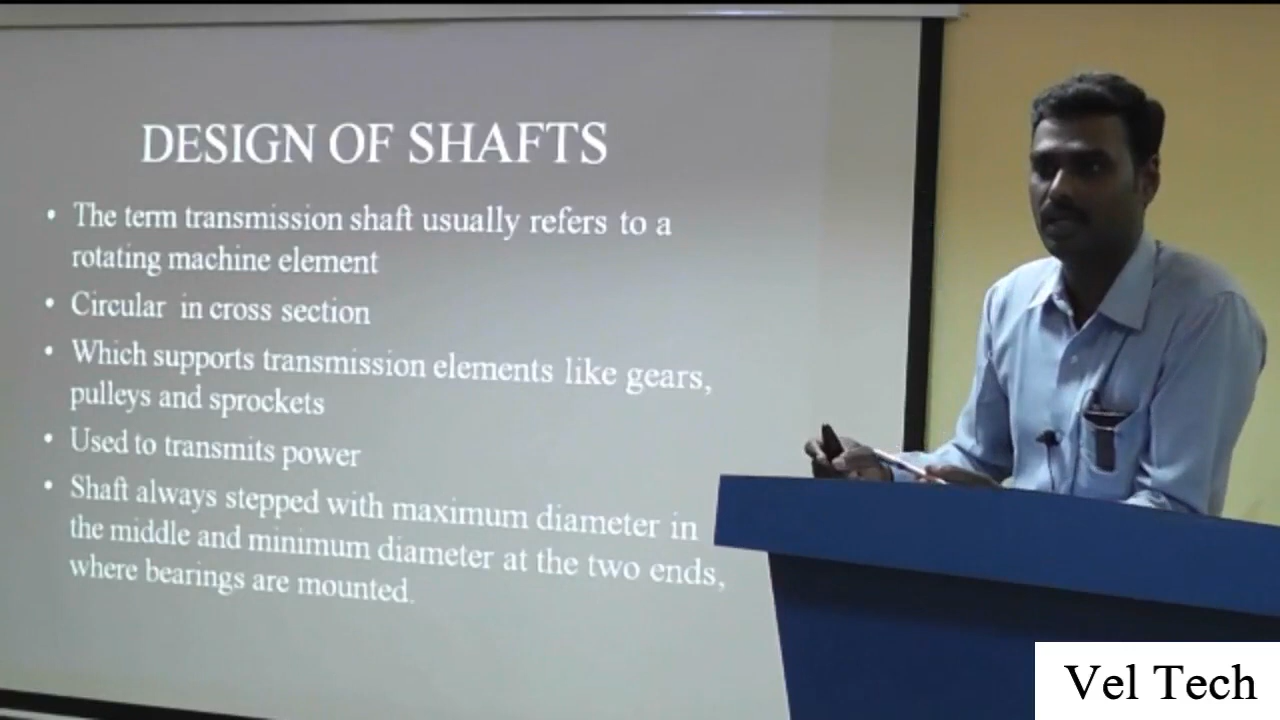 DESIGN OF SHAFTS
• The term transmission shaft usually refers to a
rotating machine element
• Circular in cross section
• Which supports transmission elements like gears,
pulleys and sprockets
• Used to transmits power
• Shaft always stepped with maximum diameter in
the middle and minimum diameter at the two ends,
where bearings are mounted.
Vel Tech